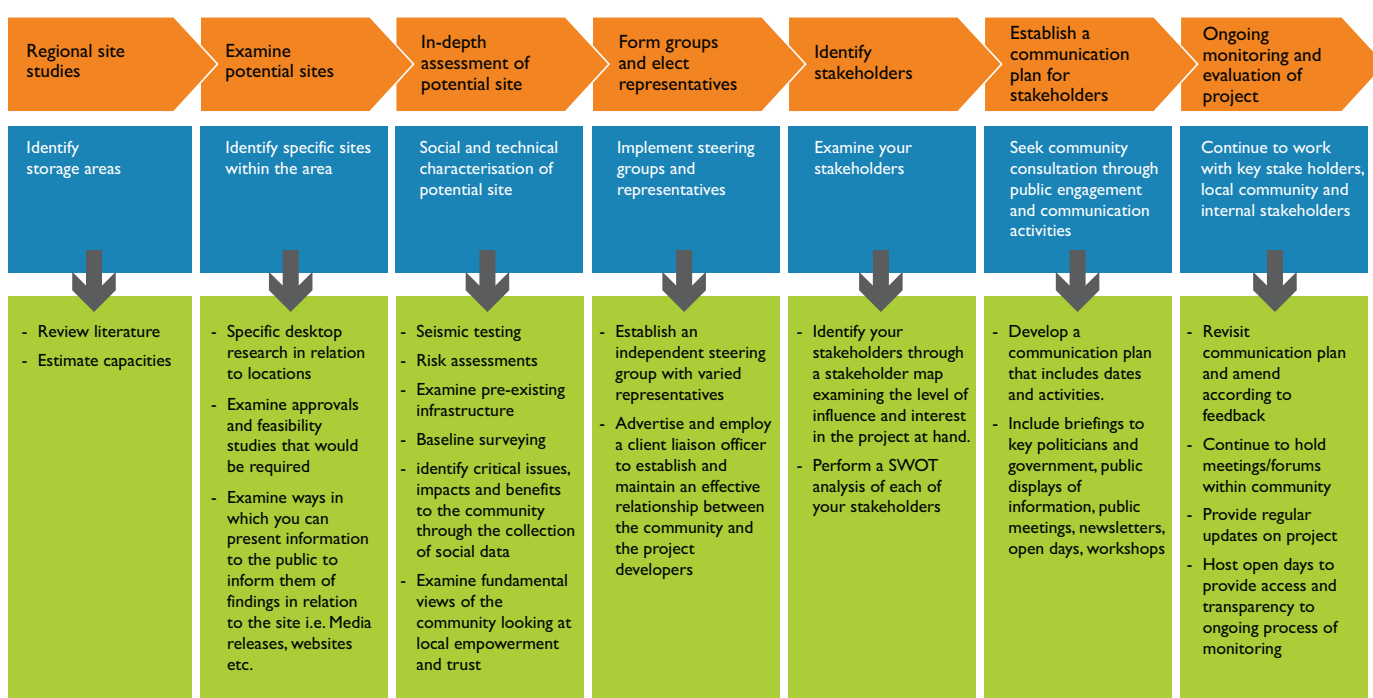 Regional site
studies
Examine
potential sites
In-depth
assessment of
potential site
Form groups
and elect
representatives
Identify
stakeholders
Establish a
communication
plan for
stakeholders
Ongoing
monitoring and
evaluation of
project
Identify
storage areas
Identify specific sites
within the area
Social and technical
characterisation of
potential site
Implement steering
groups and
representatives
Examine your
stakeholders
Seek community
consultation through
public engagement
and communication
activities
Continue to work
with key stake holders,
local community and
internal stakeholders
- Review literature
- Estimate capacities
- Specific desktop
research in relation
to locations
- Examine approvals
and feasibility
studies that would
be required
- Examine ways in
which you can
present information
to the public to
inform them of
findings in relation
to the site i.e. Media
releases, websites
etc.
- Seismic testing
- Risk assessments
- Examine pre-existing
infrastructure
- Baseline surveying
- identify critical issues,
impacts and benefits
to the community
through the collection
of social data
- Examine fundamental
views of the
community looking at
local empowerment
and trust
- Establish an
independent steering
group with varied
representatives
- Advertise and employ
a client liaison officer
to establish and
maintain an effective
relationship between
the community and
the project
developers
- Identify your
stakeholders through
a stakeholder map
examining the level of
influence and interest
in the project at hand.
- Perform a SWOT
analysis of each of
your stakeholders
- Develop a
communication plan
that includes dates
and activities.
- Include briefings to
key politicians and
government, public
displays of
information, public
meetings, newsletters,
open days, workshops
- Revisit
communication plan
and amend
according to
feedback
- Continue to hold
meetings/forums
within community
- Provide regular
updates on project
- Host open days to
provide access and
transparency to
ongoing process of
monitoring